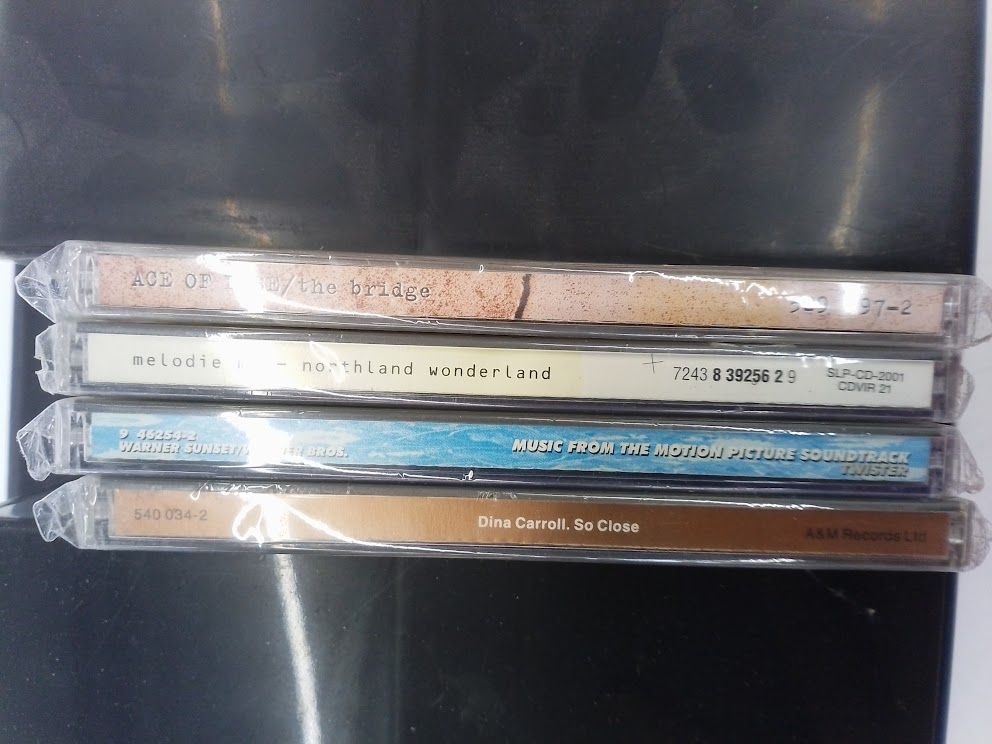 ACE OF BASE/the bridge
melodie – northland wonderland
7243 8 39256 2 9
SLP-CD-2001
CDVIR 21
9 46254-2
WARNER SUNSET/WARNER BROS.
MUSIC FROM THE MOTION PICTURE SOUNDTRACK
TWISTER
540 034-2
Dina Carroll. So Close
A&M Records Ltd